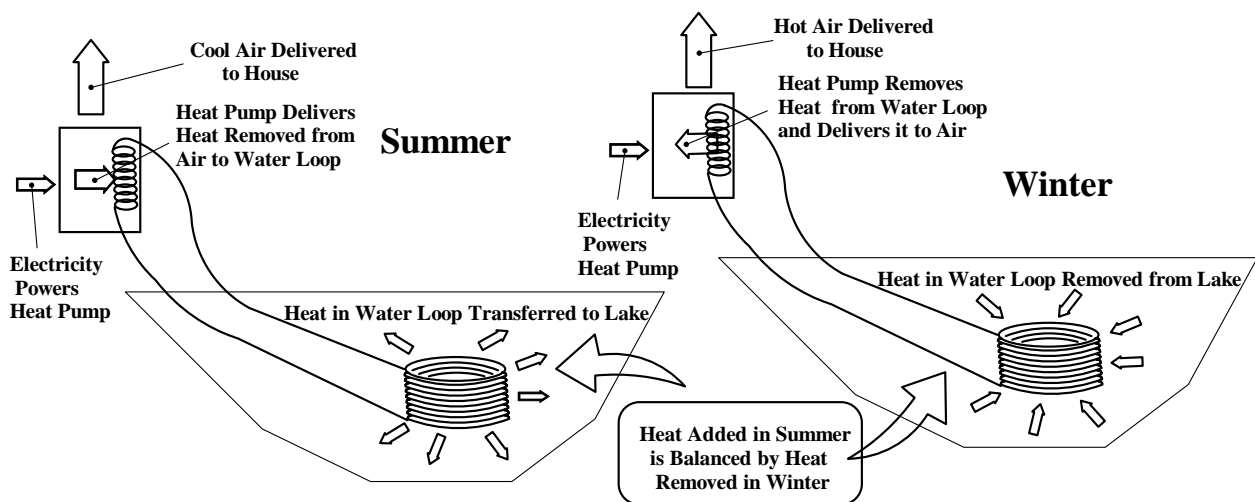 Cool Air Delivered
to House
Heat Pump Delivers
Heat Removed from
Air to Water Loop
Summer
Electricity
Powers
Heat Pump
Heat in Water Loop Transferred to Lake
Hot Air Delivered
to House
Heat Pump Removes
Heat from Water Loop
and Delivers it to Air
Winter
Electricity
Powers
Heat Pump
Heat in Water Loop Removed from Lake
Heat Added in Summer
is Balanced by Heat
Removed in Winter